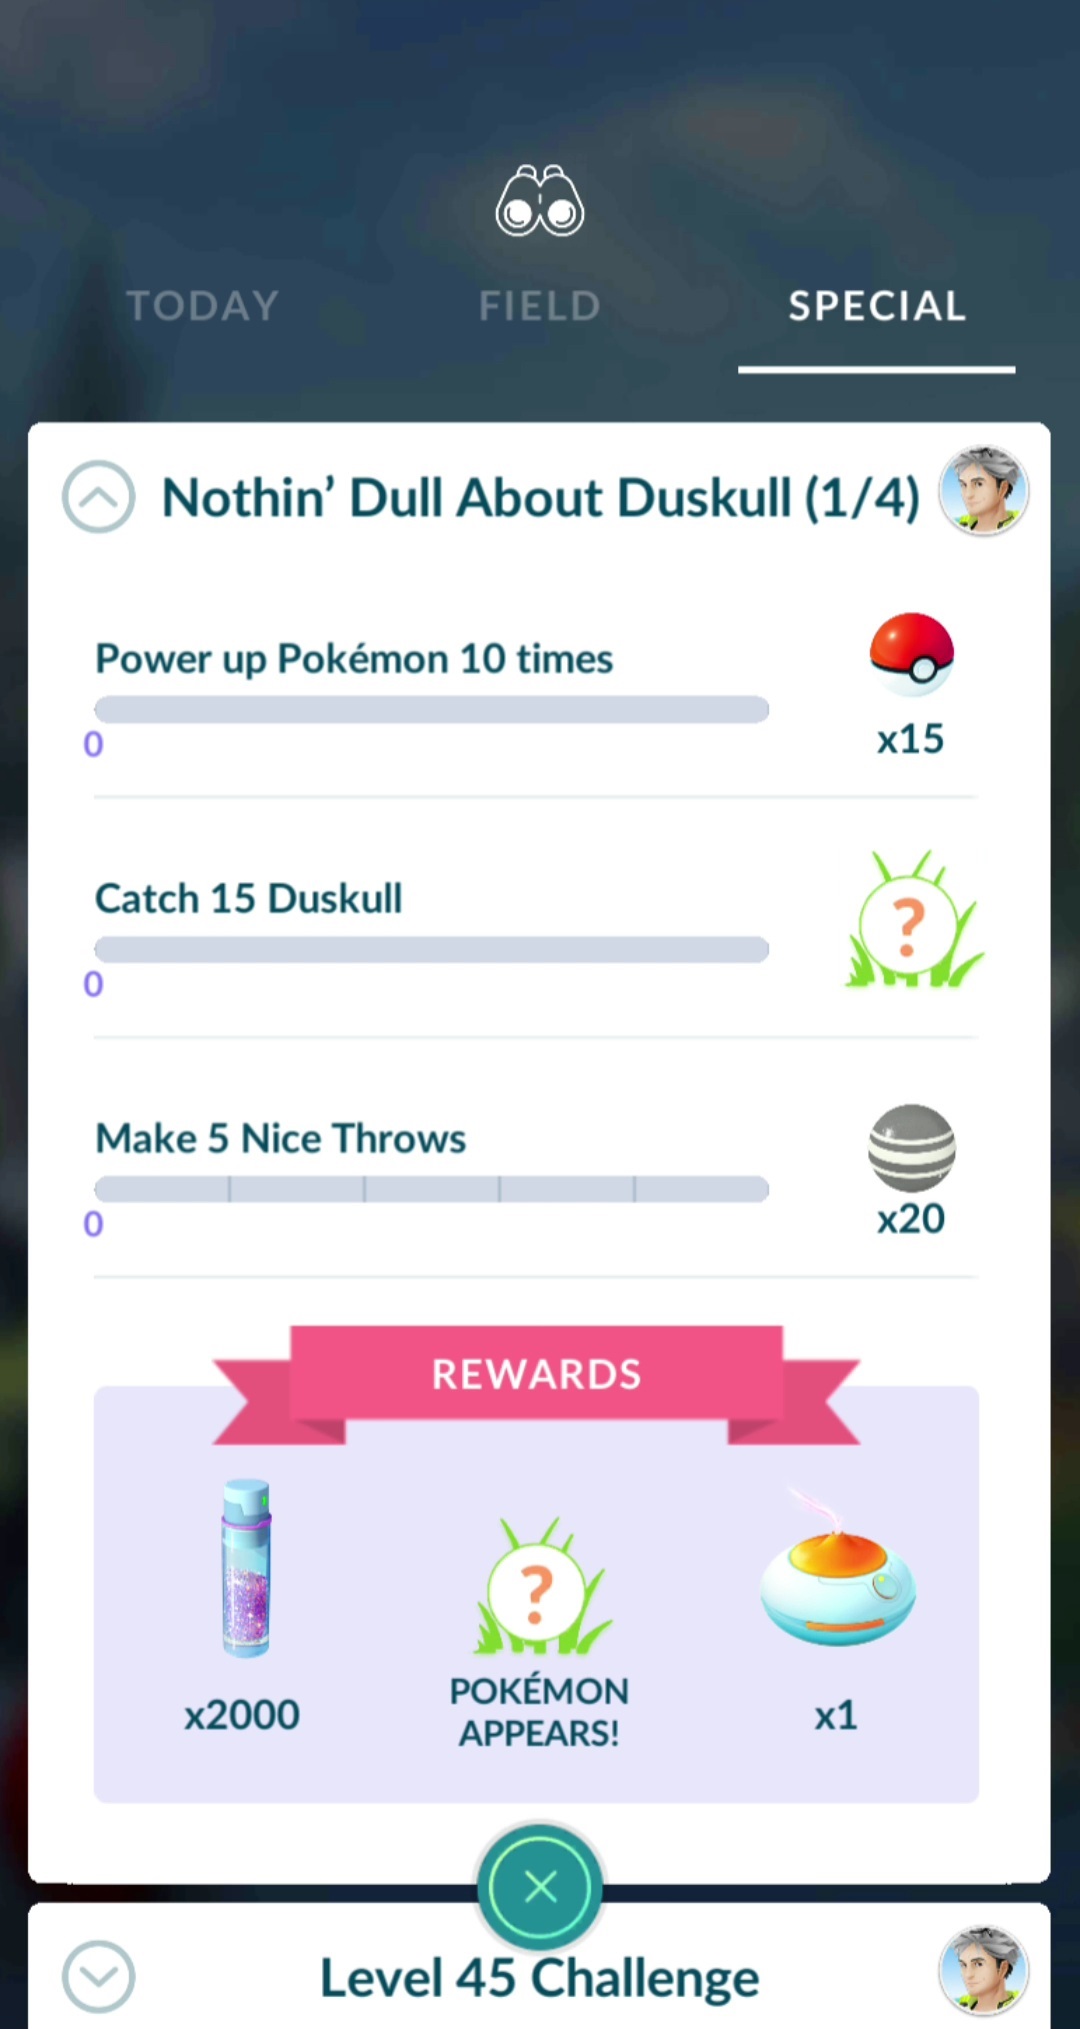 TODAY
FIELD
SPECIAL
Nothin’ Dull About Duskull (1/4)
Power up Pokémon 10 times
0
x15
Catch 15 Duskull
0
?
Make 5 Nice Throws
0
x20
REWARDS
x2000
?
POKÉMON
APPEARS!
x1
Level 45 Challenge